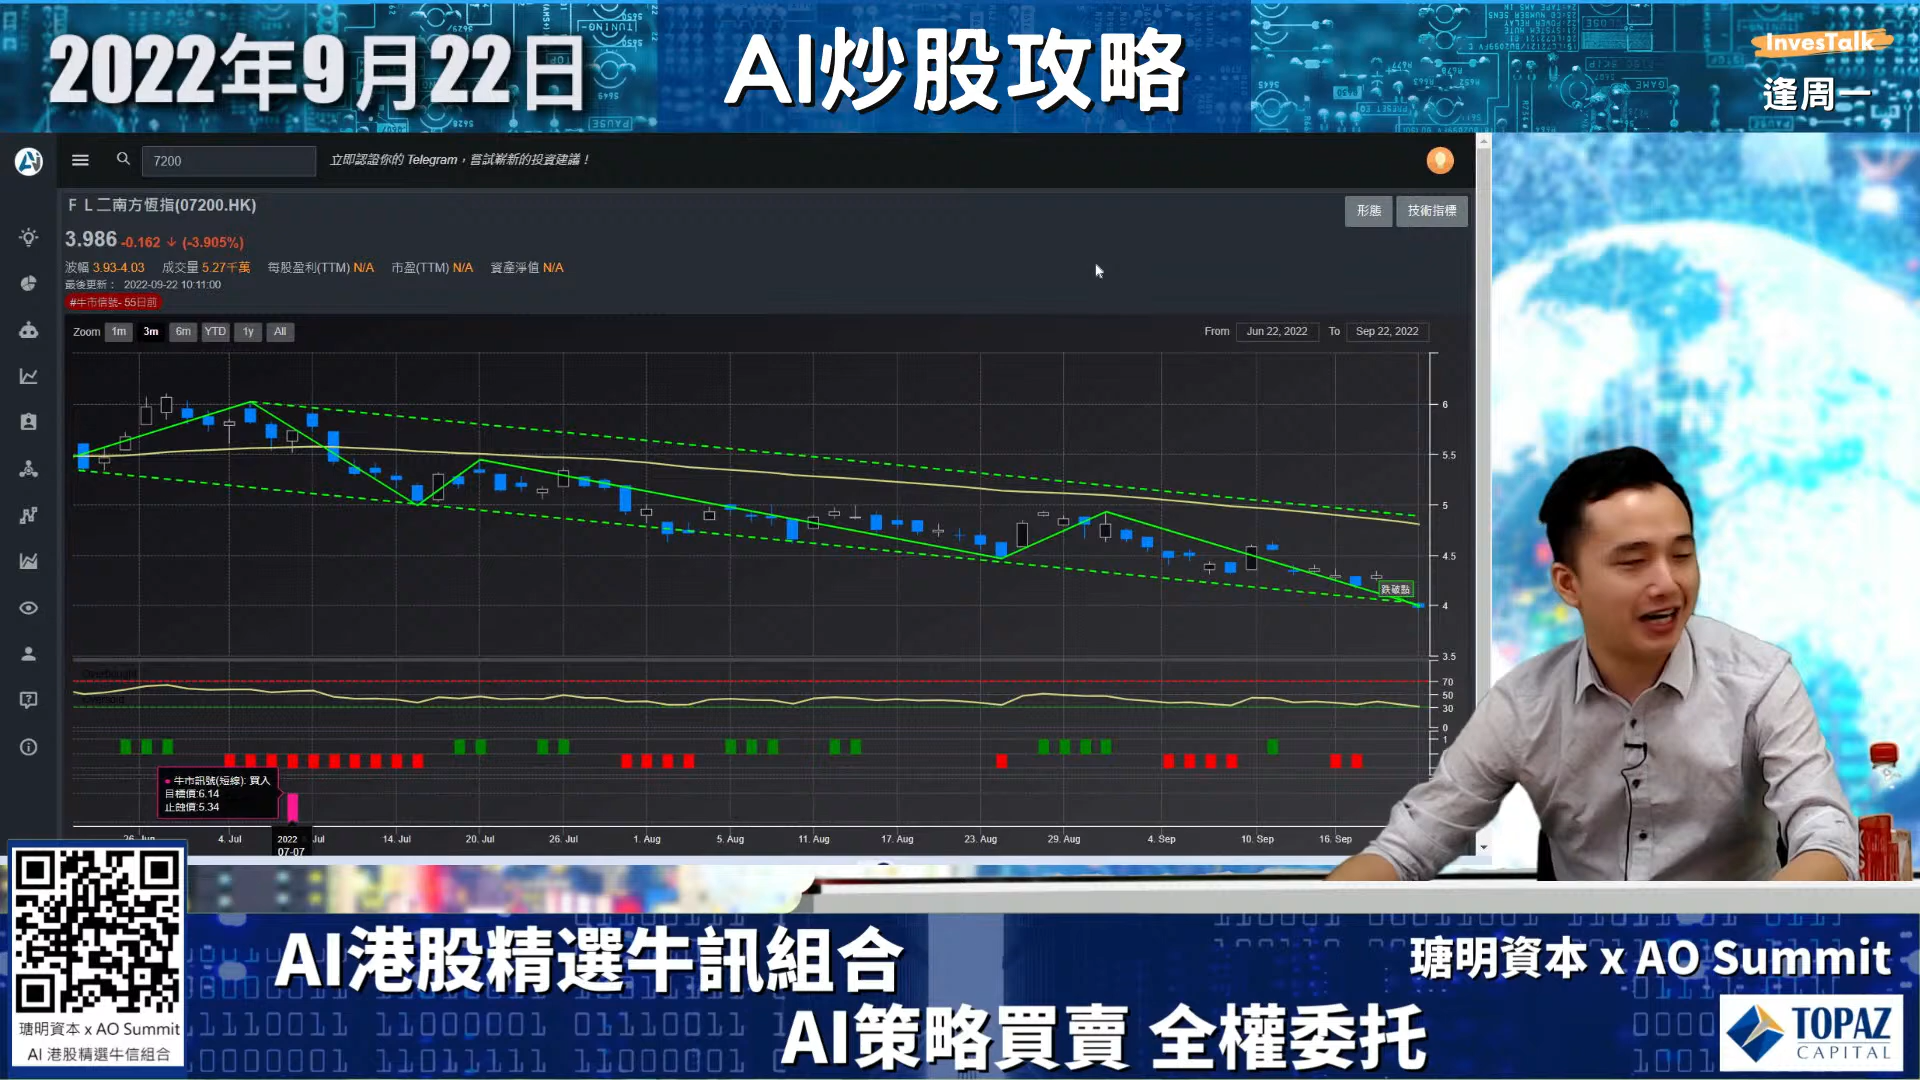 2022年9月22日
AI炒股攻略
InvesTalk
逢周一
7200
立即認證你的 Telegram，嘗試嶄新的投資建議！
ＦＬ二南方恆指(07200.HK)
形態
技術指標
3.986 -0.162 ↓ (-3.905%)
波幅 3.93-4.03 成交量 5.27千萬 每股盈利(TTM) N/A 市盈(TTM) N/A 資產淨值 N/A
最後更新： 2022-09-22 10:11:00
#牛市信號- 55日前
Zoom 1m 3m 6m YTD 1y All
From Jun 22, 2022 To Sep 22, 2022
6
5.5
5
4.5
跌破點
4
3.5
70
50
30
0
1
牛市訊號(短線): 買入
目標價:6.14
止蝕價:5.34
26. Jun 4. Jul 2022 Jul 14. Jul 20. Jul 26. Jul 1. Aug 5. Aug 11. Aug 17. Aug 23. Aug 29. Aug 4. Sep 10. Sep 16. Sep
07-07
瑭明資本 x AO Summit
AI 港股精選牛信組合
AI港股精選牛訊組合
AI策略買賣 全權委托
瑭明資本 x AO Summit
TOPAZ
CAPITAL